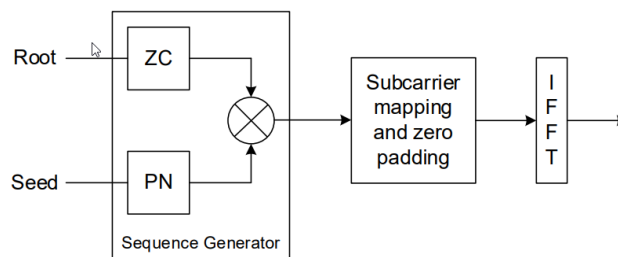 Root
ZC
Seed
PN
Sequence Generator
Subcarrier
mapping
and zero
padding
I
F
F
T